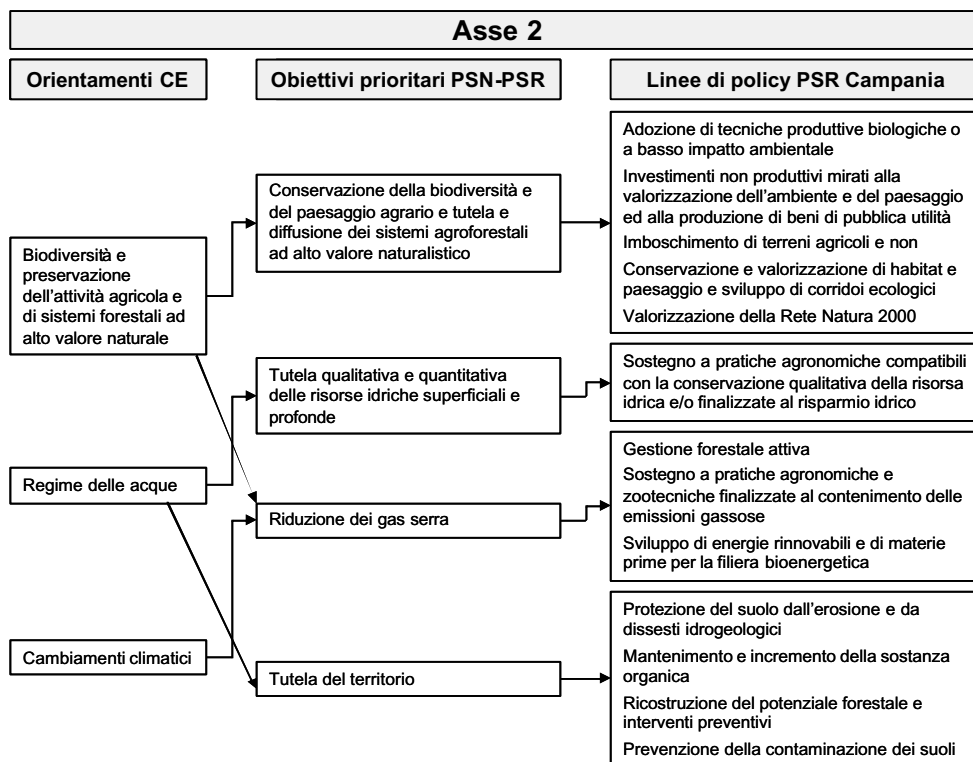 Asse 2
Orientamenti CE
Obiettivi prioritari PSN-PSR
Linee di policy PSR Campania
Biodiversità e
preservazione
dell'attività agricola e
di sistemi forestali ad
alto valore naturale
Regime delle acque
Cambiamenti climatici
Conservazione della biodiversità e
del paesaggio agrario e tutela e
diffusione dei sistemi agroforestali
ad alto valore naturalistico
Tutela qualitativa e quantitativa
delle risorse idriche superficiali e
profonde
Riduzione dei gas serra
Tutela del territorio
Adozione di tecniche produttive biologiche o
a basso impatto ambientale
Investimenti non produttivi mirati alla
valorizzazione dell'ambiente e del paesaggio
ed alla produzione di beni di pubblica utilità
Imboschimento di terreni agricoli e non
Conservazione e valorizzazione di habitat e
paesaggio e sviluppo di corridoi ecologici
Valorizzazione della Rete Natura 2000
Sostegno a pratiche agronomiche compatibili
con la conservazione qualitativa della risorsa
idrica e/o finalizzate al risparmio idrico
Gestione forestale attiva
Sostegno a pratiche agronomiche e
zootecniche finalizzate al contenimento delle
emissioni gassose
Sviluppo di energie rinnovabili e di materie
prime per la filiera bioenergetica
Protezione del suolo dall'erosione e da
dissesti idrogeologici
Mantenimento e incremento della sostanza
organica
Ricostruzione del potenziale forestale e
interventi preventivi
Prevenzione della contaminazione dei suoli